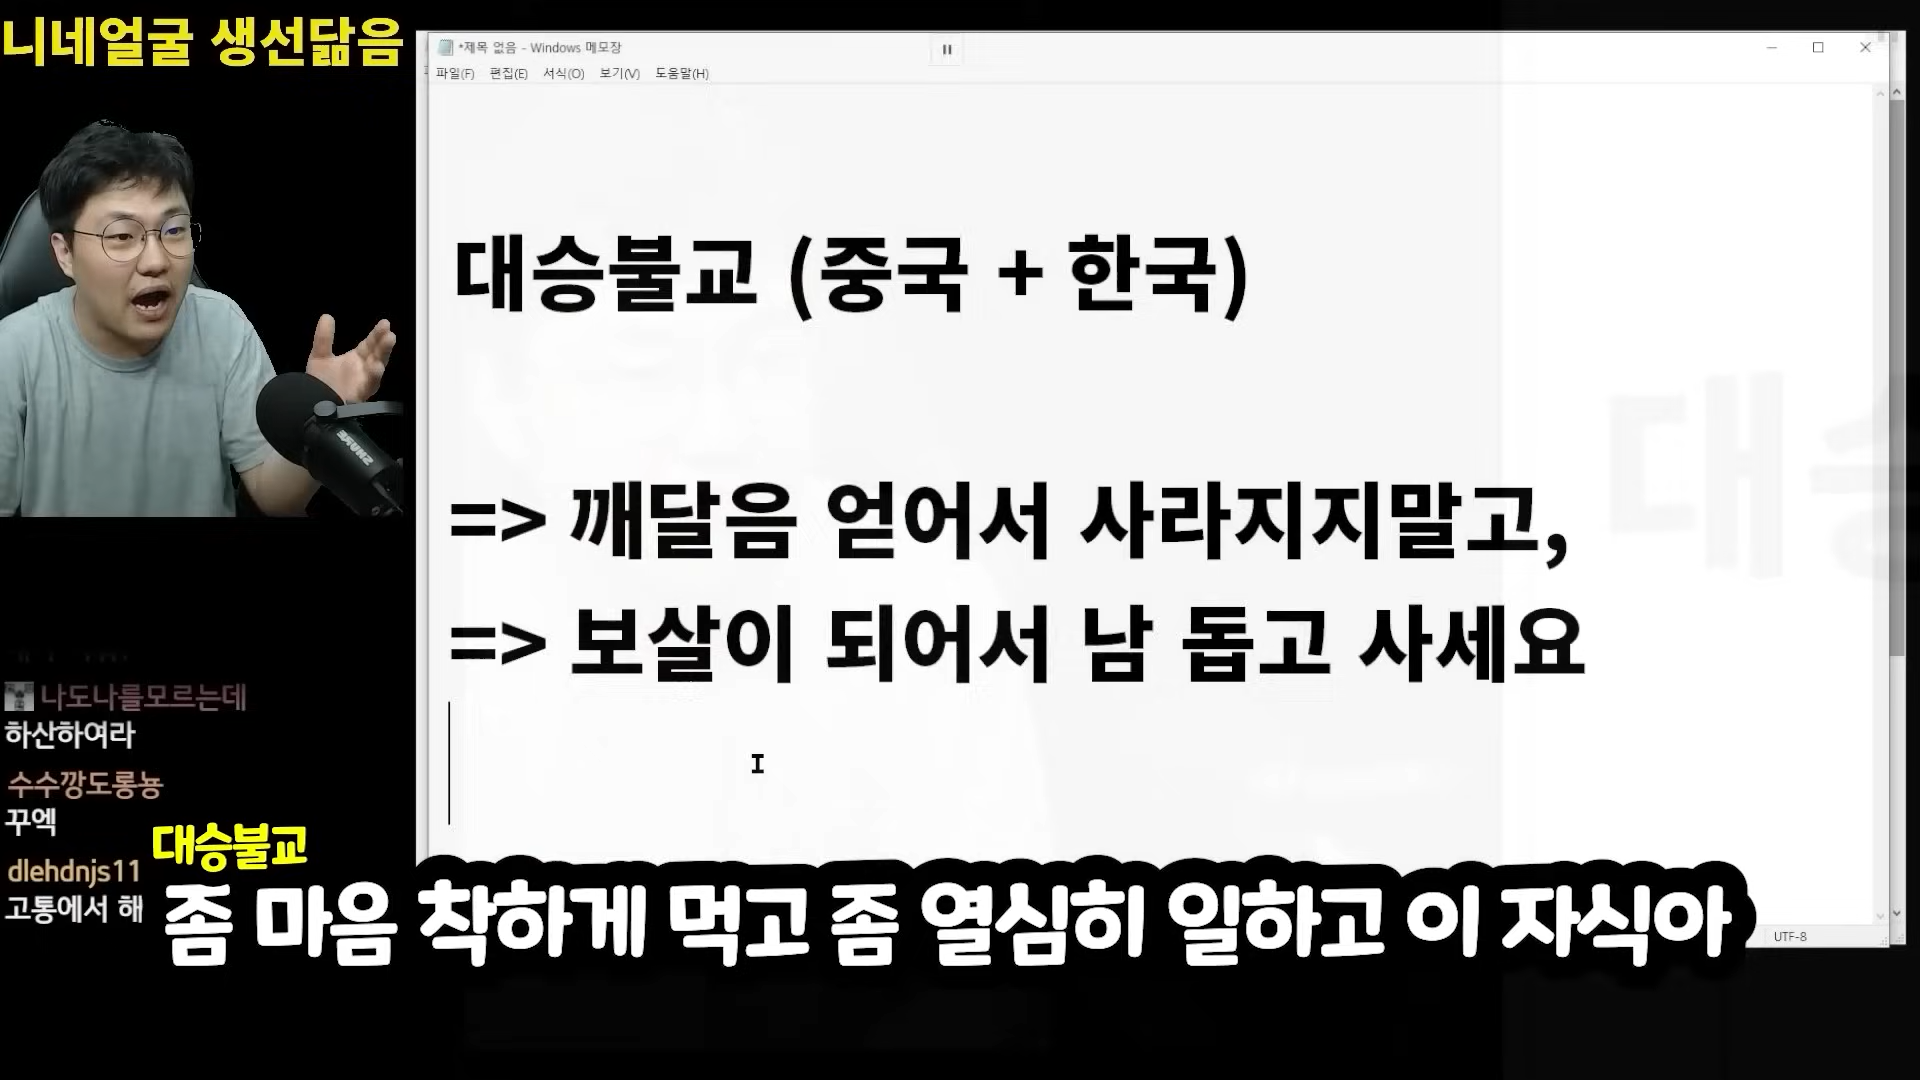 니네얼굴 생선닮음
*제목 없음 - Windows 메모장
파일(F) 편집(E) 서식(O) 보기(V) 도움말(H)
대승불교 (중국 + 한국)
=> 깨달음 얻어서 사라지지말고,
=> 보살이 되어서 남 돕고 사세요
대승
나도나를모르는데
하산하여라
수수깡도롱뇽
꾸엑
dlehdnjs11
고통에서 해
대승불교
좀 마음 착하게 먹고 좀 열심히 일하고 이 자식아
UTF-8